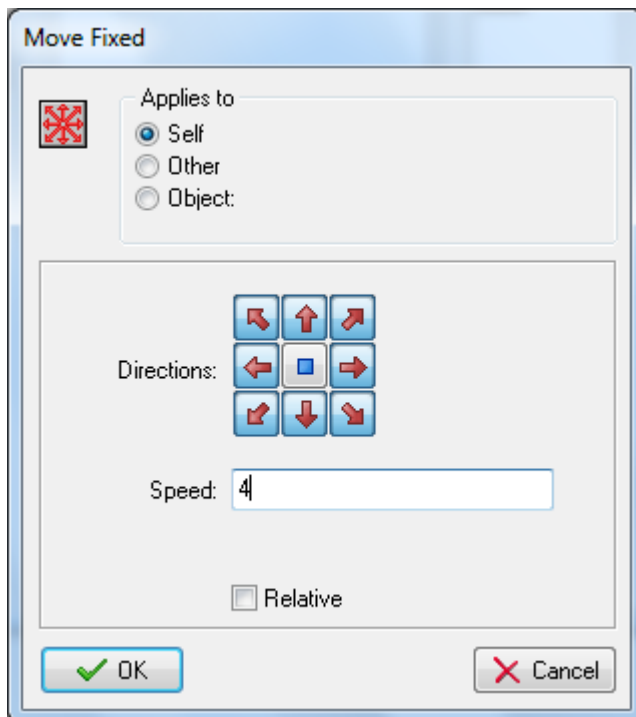 Move Fixed
Applies to
Self
Other
Object:
Directions:
Speed: 4
Relative
OK Cancel